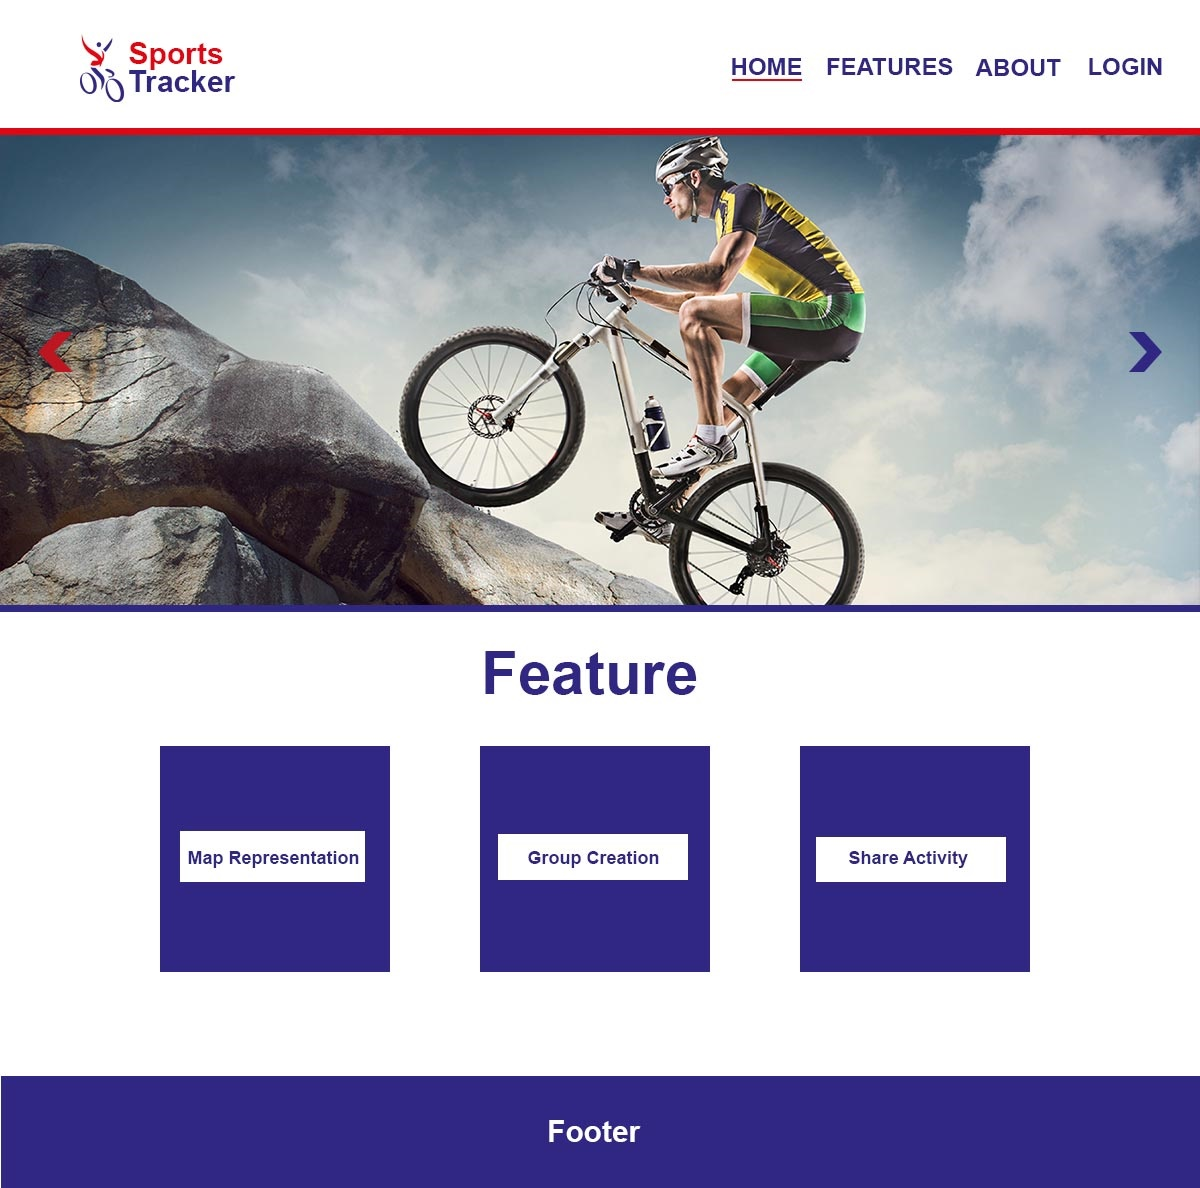 Sports
Tracker
HOME FEATURES ABOUT LOGIN
Feature
Map Representation
Group Creation
Share Activity
Footer